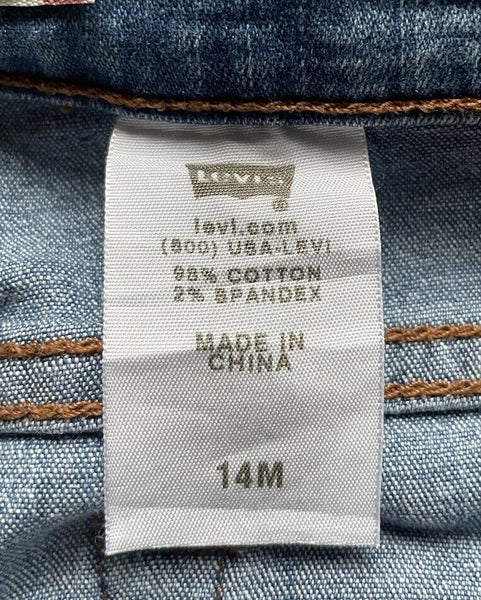 Levi's
®
levi.com
(800) USA-LEVI
98% COTTON
2% SPANDEX
MADE IN
CHINA
14M